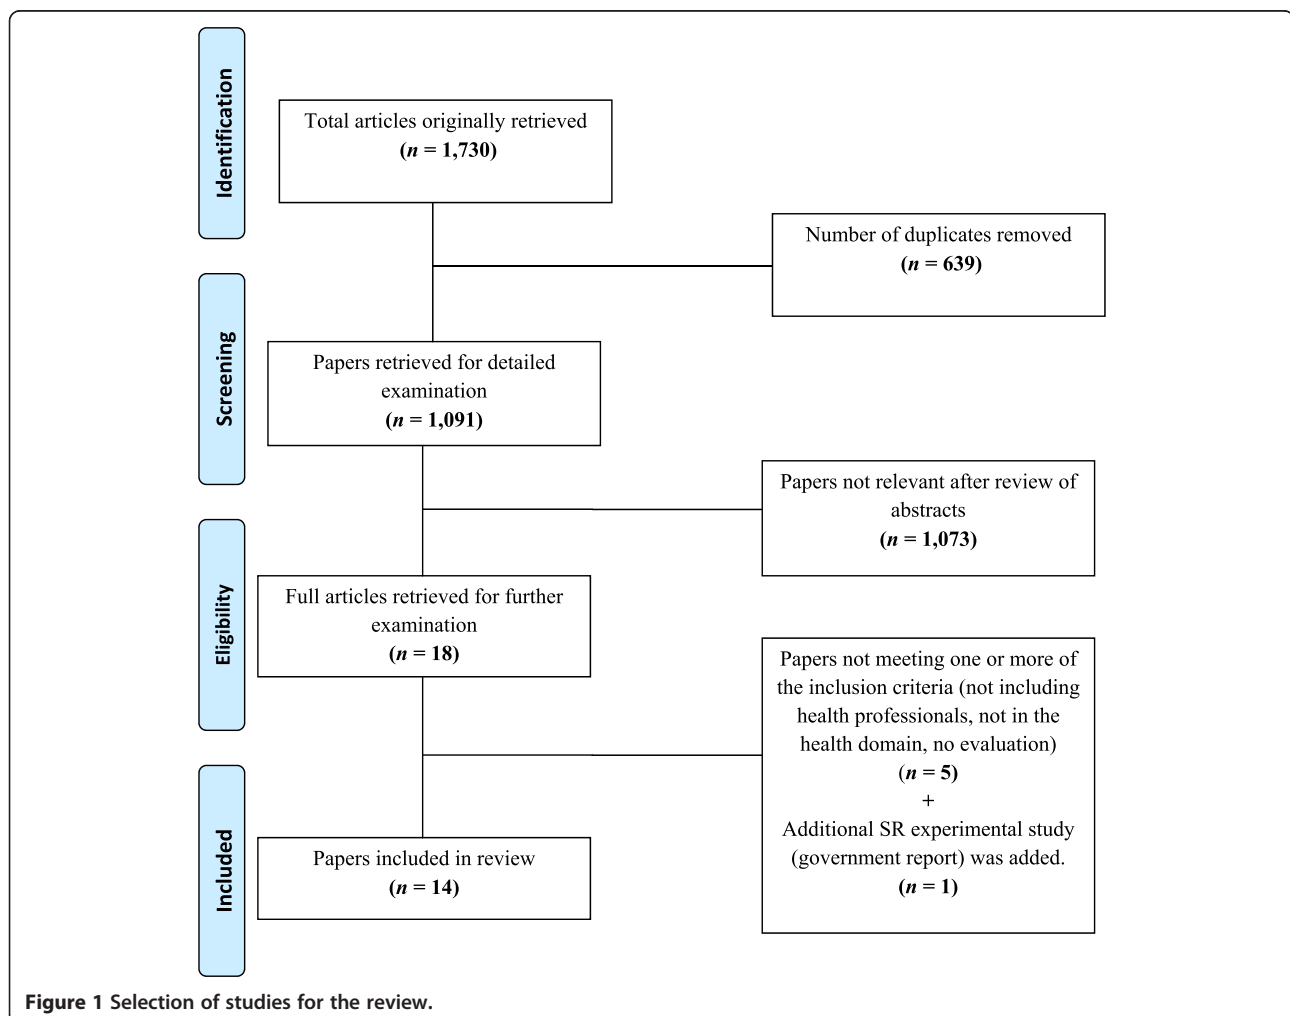 Identification
Total articles originally retrieved
(n = 1,730)
Number of duplicates removed
(n = 639)
Screening
Papers retrieved for detailed
examination
(n = 1,091)
Papers not relevant after review of
abstracts
(n = 1,073)
Eligibility
Full articles retrieved for further
examination
(n = 18)
Papers not meeting one or more of
the inclusion criteria (not including
health professionals, not in the
health domain, no evaluation)
(n = 5)
+
Additional SR experimental study
(government report) was added.
(n = 1)
Included
Papers included in review
(n = 14)
Figure 1 Selection of studies for the review.